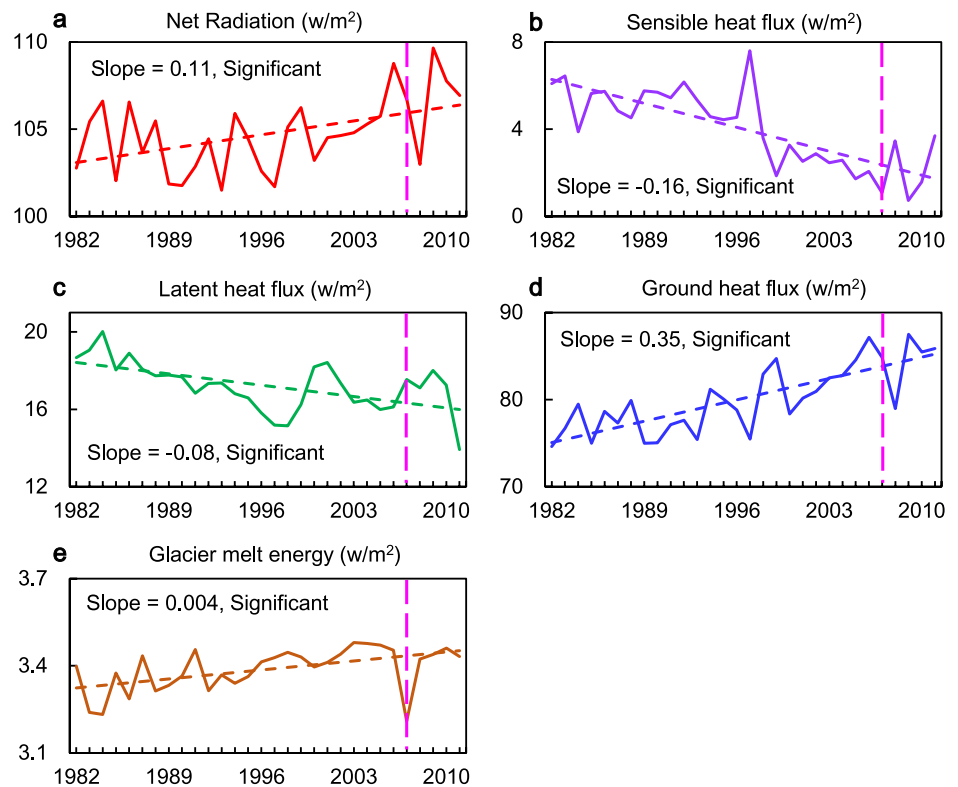 a Net Radiation (w/m²)
110
Slope = 0.11, Significant
105
100
1982 1989 1996 2003 2010
b Sensible heat flux (w/m²)
8
4
Slope = -0.16, Significant
0
1982 1989 1996 2003 2010
c Latent heat flux (w/m²)
20
16
Slope = -0.08, Significant
12
1982 1989 1996 2003 2010
d Ground heat flux (w/m²)
90
Slope = 0.35, Significant
80
70
1982 1989 1996 2003 2010
e Glacier melt energy (w/m²)
3.7
Slope = 0.004, Significant
3.4
3.1
1982 1989 1996 2003 2010